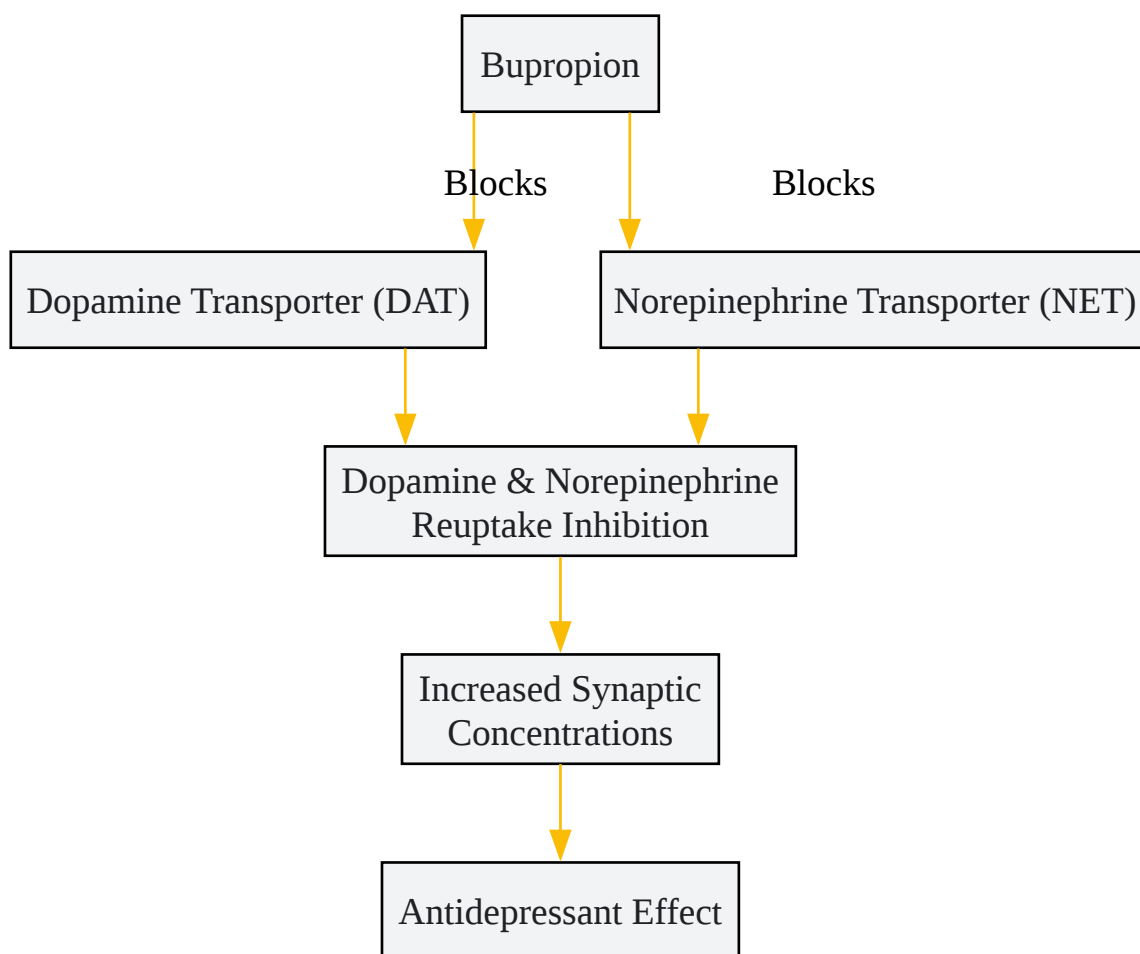 Bupropion
Blocks
Blocks
Dopamine Transporter (DAT)
Norepinephrine Transporter (NET)
Dopamine & Norepinephrine
Reuptake Inhibition
Increased Synaptic
Concentrations
Antidepressant Effect